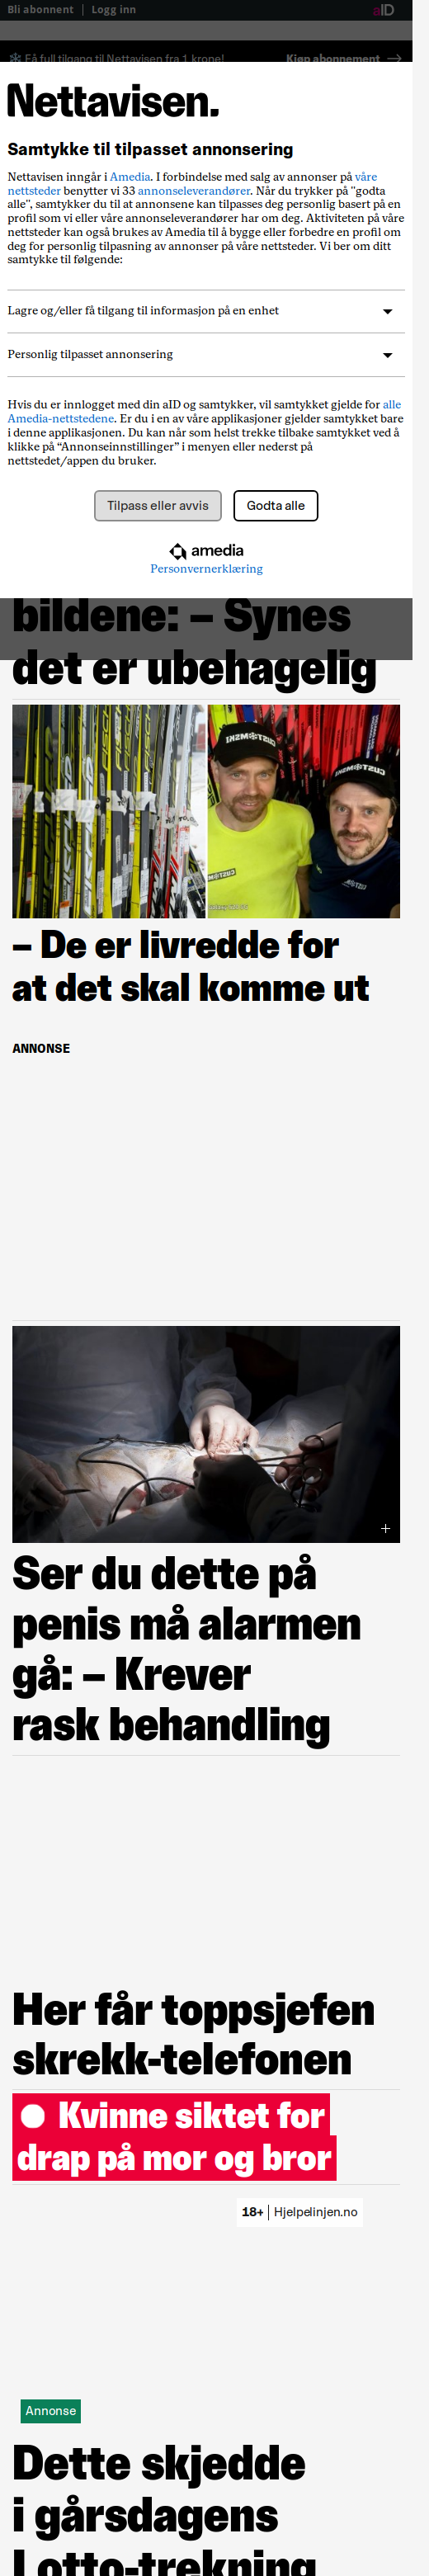 Bli abonnent | Logg inn
aID
Få full tilgang til Nettavisen fra 1 krone!
Kjøp abonnement →
Nettavisen.
Samtykke til tilpasset annonsering
Nettavisen inngår i Amedia. I forbindelse med salg av annonser på våre
nettsteder benytter vi 33 annonseleverandører. Når du trykker på "godta
alle", samtykker du til at annonsene kan tilpasses deg personlig basert på en
profil som vi eller våre annonseleverandører har om deg. Aktiviteten på våre
nettsteder kan også brukes av Amedia til å bygge eller forbedre en profil om
deg for personlig tilpasning av annonser på våre nettsteder. Vi ber om ditt
samtykke til følgende:
Lagre og/eller få tilgang til informasjon på en enhet
Personlig tilpasset annonsering
Hvis du er innlogget med din aID og samtykker, vil samtykket gjelde for alle
Amedia-nettstedene. Er du i en av våre applikasjoner gjelder samtykket bare
i denne applikasjonen. Du kan når som helst trekke tilbake samtykket ved å
klikke på “Annonseinnstillinger” i menyen eller nederst på
nettstedet/appen du bruker.
Tilpass eller avvis
Godta alle
amedia
Personvernerklæring
bildene: – Synes
det er ubehagelig
– De er livredde for
at det skal komme ut
ANNONSE
Ser du dette på
penis må alarmen
gå: – Krever
rask behandling
Her får toppsjefen
skrekk-telefonen
Kvinne siktet for
drap på mor og bror
18+ | Hjelpelinjen.no
Annonse
Dette skjedde
i gårsdagens
Lotto-trekning